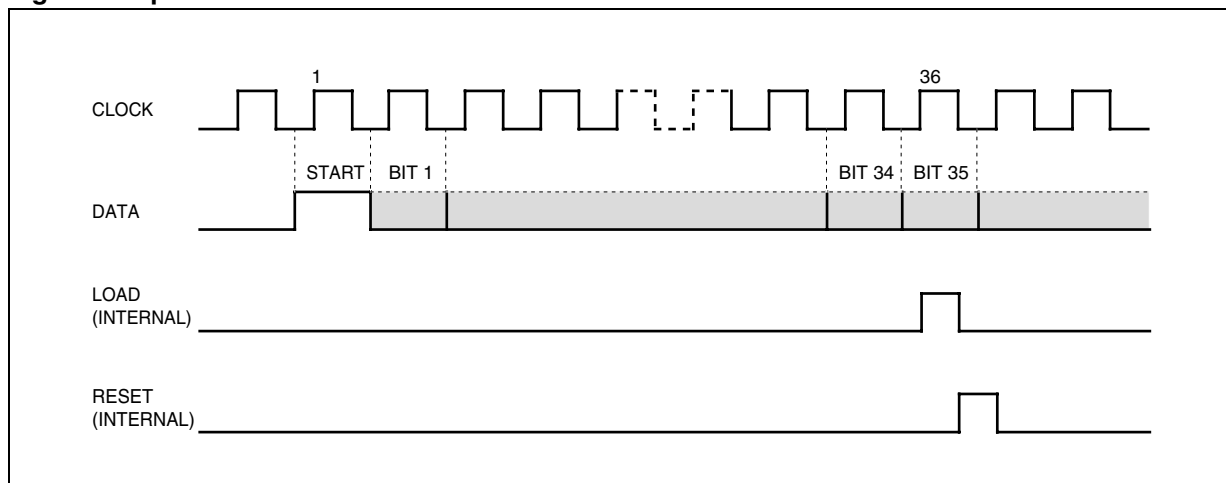 1
36
CLOCK
START
BIT 1
BIT 34
BIT 35
DATA
LOAD
(INTERNAL)
RESET
(INTERNAL)